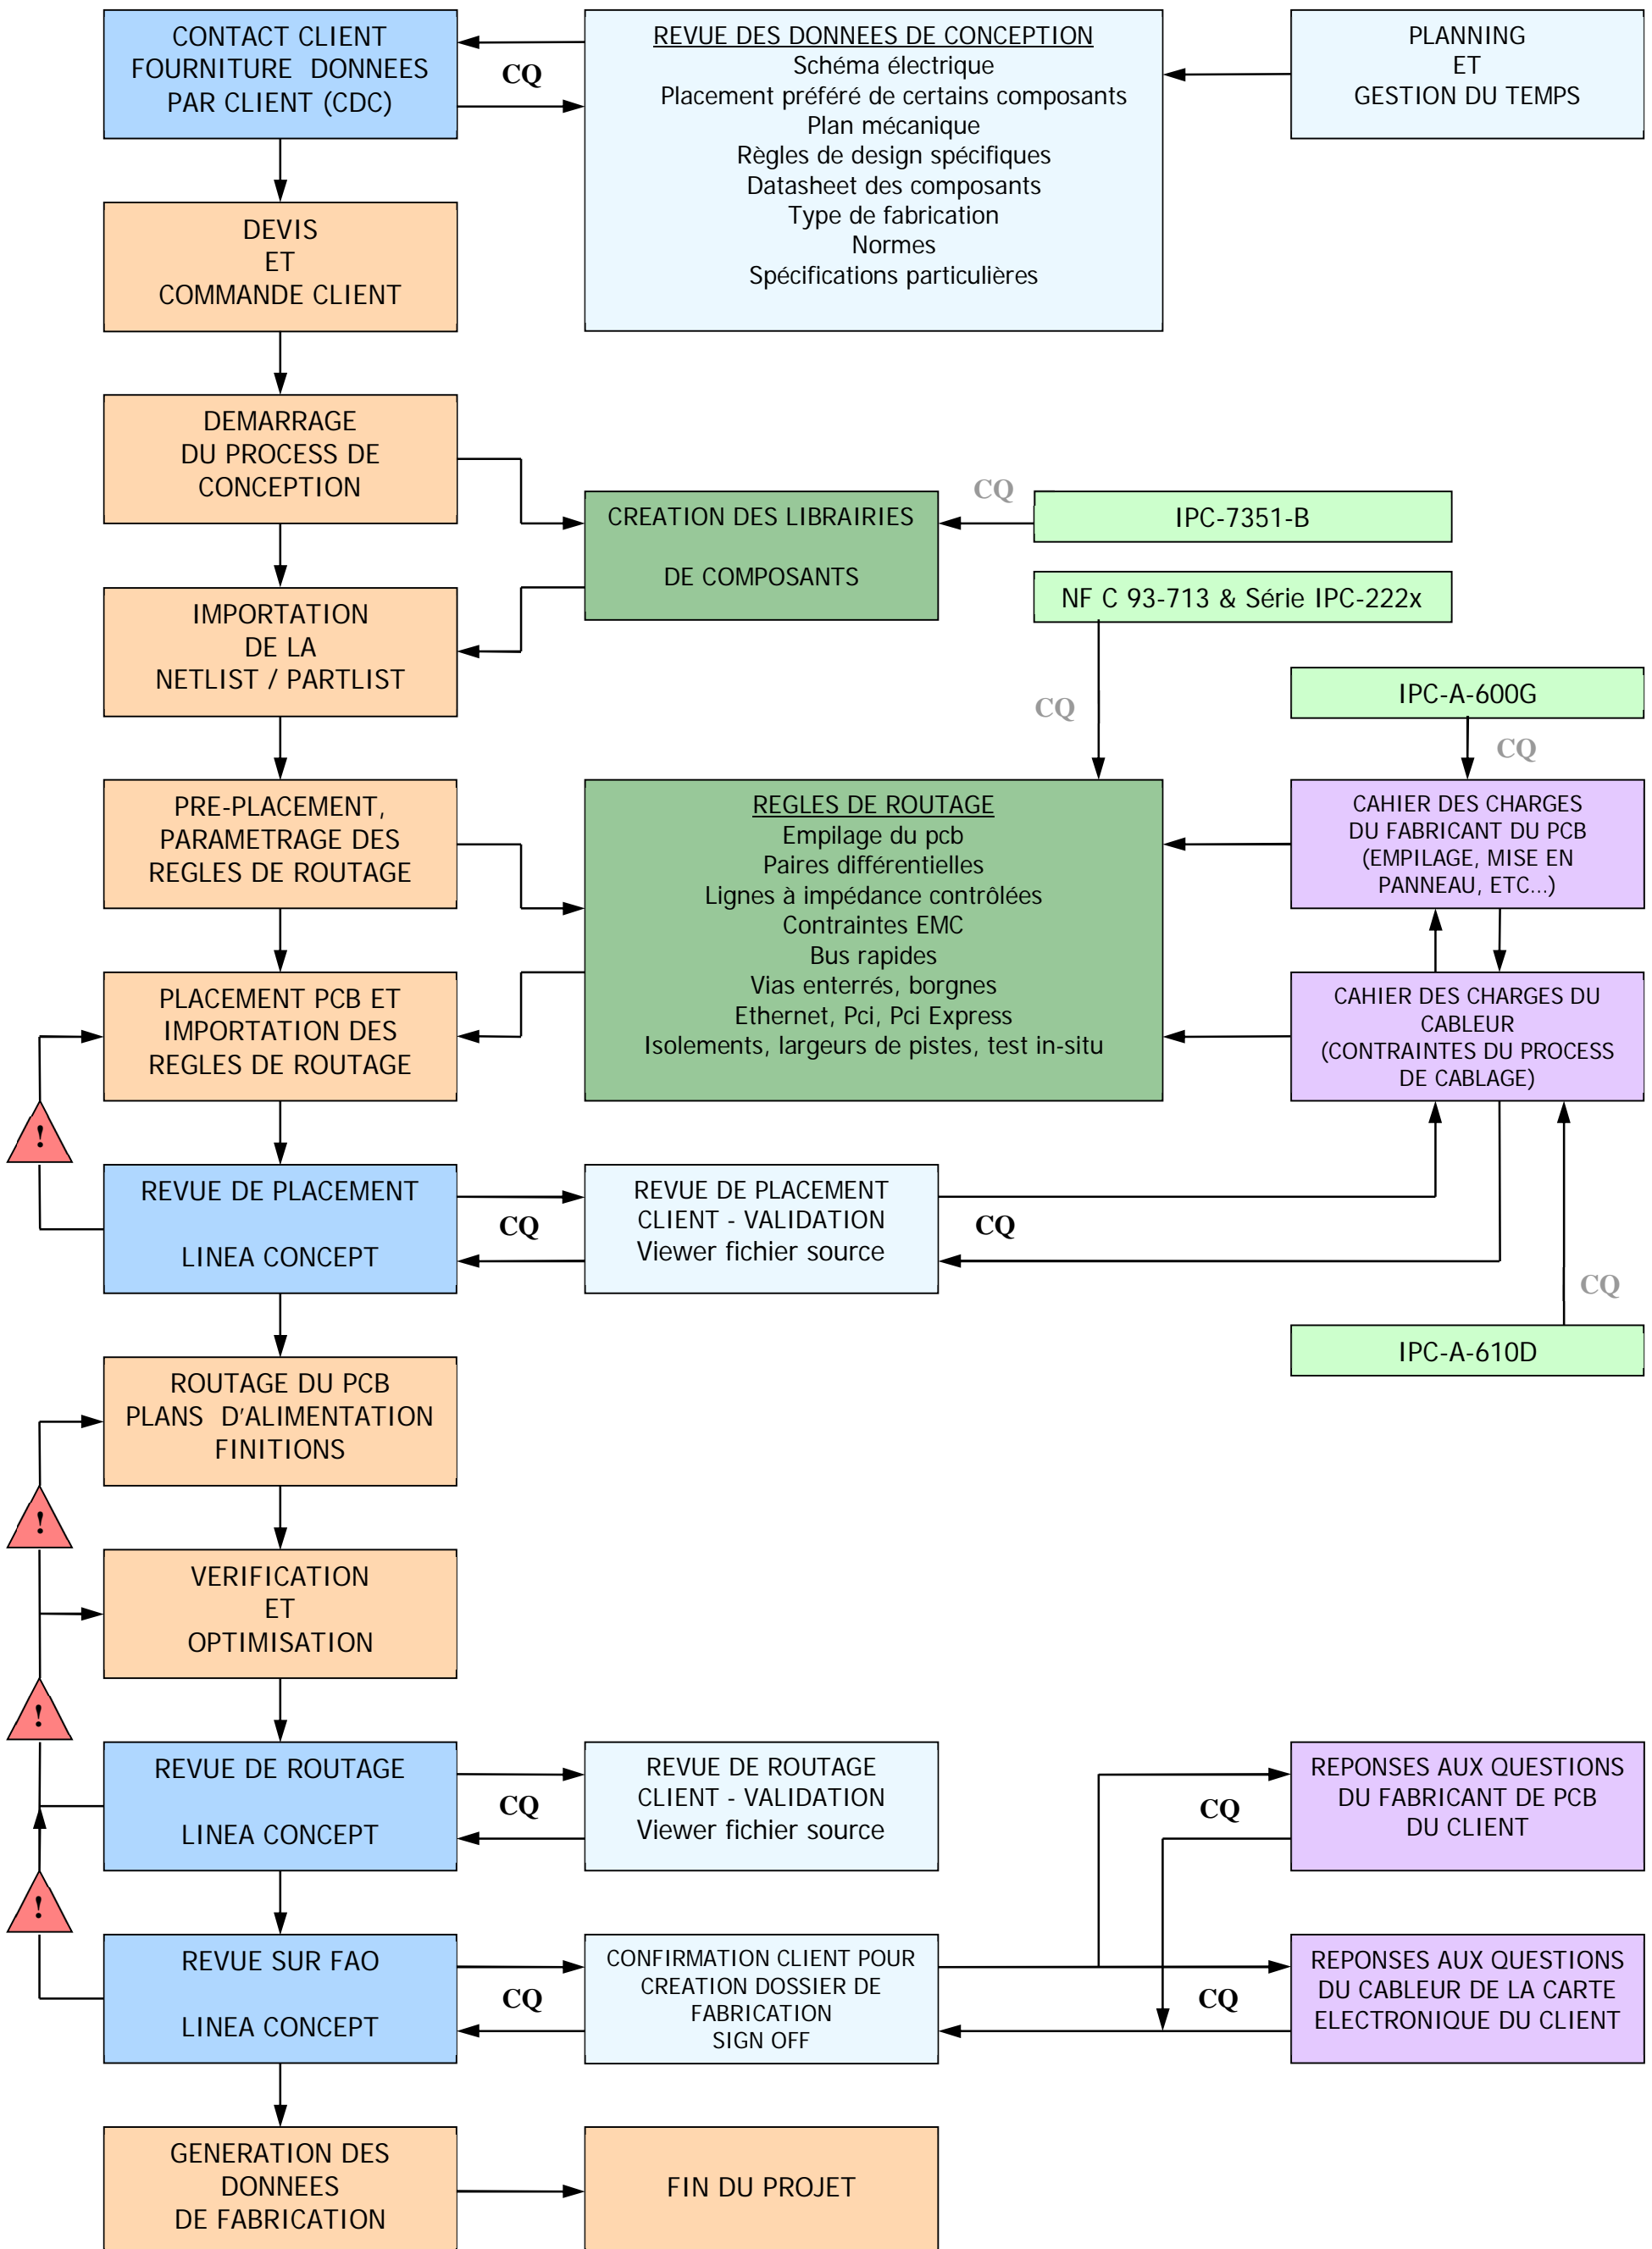 CONTACT CLIENT
FOURNITURE DONNEES
PAR CLIENT (CDC)
CQ
REVUE DES DONNEES DE CONCEPTION
Schéma électrique
Placement préféré de certains composants
Plan mécanique
Règles de design spécifiques
Datasheet des composants
Type de fabrication
Normes
Spécifications particulières
PLANNING
ET
GESTION DU TEMPS
DEVIS
ET
COMMANDE CLIENT
DEMARRAGE
DU PROCESS DE
CONCEPTION
CREATION DES LIBRAIRIES
DE COMPOSANTS
CQ
IPC-7351-B
NF C 93-713 & Série IPC-222x
IMPORTATION
DE LA
NETLIST / PARTLIST
CQ
IPC-A-600G
CQ
PRE-PLACEMENT,
PARAMETRAGE DES
REGLES DE ROUTAGE
REGLES DE ROUTAGE
Empilage du pcb
Paires différentielles
Lignes à impédance contrôlées
Contraintes EMC
Bus rapides
Vias enterrés, borgnes
Ethernet, Pci, Pci Express
Isolements, largeurs de pistes, test in-situ
CAHIER DES CHARGES
DU FABRICANT DU PCB
(EMPILAGE, MISE EN
PANNEAU, ETC...)
PLACEMENT PCB ET
IMPORTATION DES
REGLES DE ROUTAGE
CAHIER DES CHARGES DU
CABLEUR
(CONTRAINTES DU PROCESS
DE CABLAGE)
!
REVUE DE PLACEMENT
LINEA CONCEPT
CQ
REVUE DE PLACEMENT
CLIENT - VALIDATION
Viewer fichier source
CQ
CQ
IPC-A-610D
ROUTAGE DU PCB
PLANS D'ALIMENTATION
FINITIONS
!
VERIFICATION
ET
OPTIMISATION
!
REVUE DE ROUTAGE
LINEA CONCEPT
CQ
REVUE DE ROUTAGE
CLIENT - VALIDATION
Viewer fichier source
CQ
REPONSES AUX QUESTIONS
DU FABRICANT DE PCB
DU CLIENT
!
REVUE SUR FAO
LINEA CONCEPT
CQ
CONFIRMATION CLIENT POUR
CREATION DOSSIER DE
FABRICATION
SIGN OFF
CQ
REPONSES AUX QUESTIONS
DU CABLEUR DE LA CARTE
ELECTRONIQUE DU CLIENT
GENERATION DES
DONNEES
DE FABRICATION
FIN DU PROJET